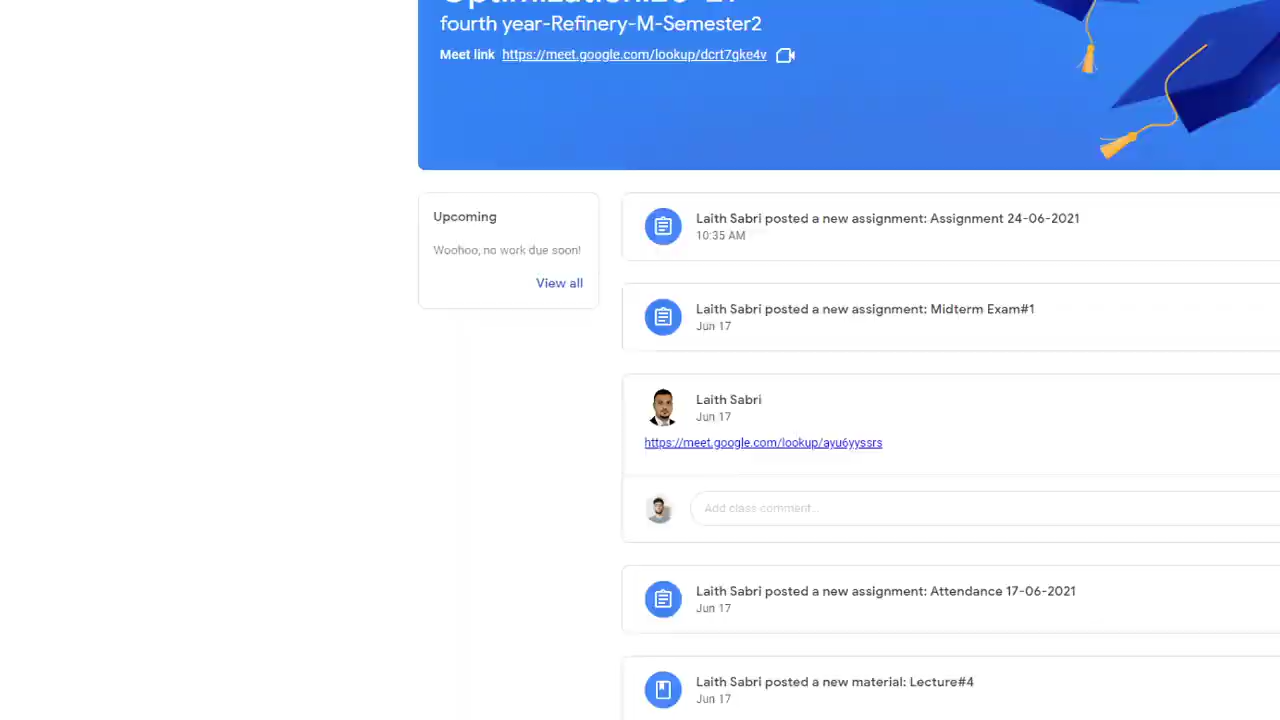 fourth year-Refinery-M-Semester2
Meet link https://meet.google.com/lookup/dcrt7gke4v
Upcoming
Woohoo, no work due soon!
View all
Laith Sabri posted a new assignment: Assignment 24-06-2021
10:35 AM
Laith Sabri posted a new assignment: Midterm Exam#1
Jun 17
Laith Sabri
Jun 17
https://meet.google.com/lookup/ayu6yyssrs
Add class comment...
Laith Sabri posted a new assignment: Attendance 17-06-2021
Jun 17
Laith Sabri posted a new material: Lecture#4
Jun 17